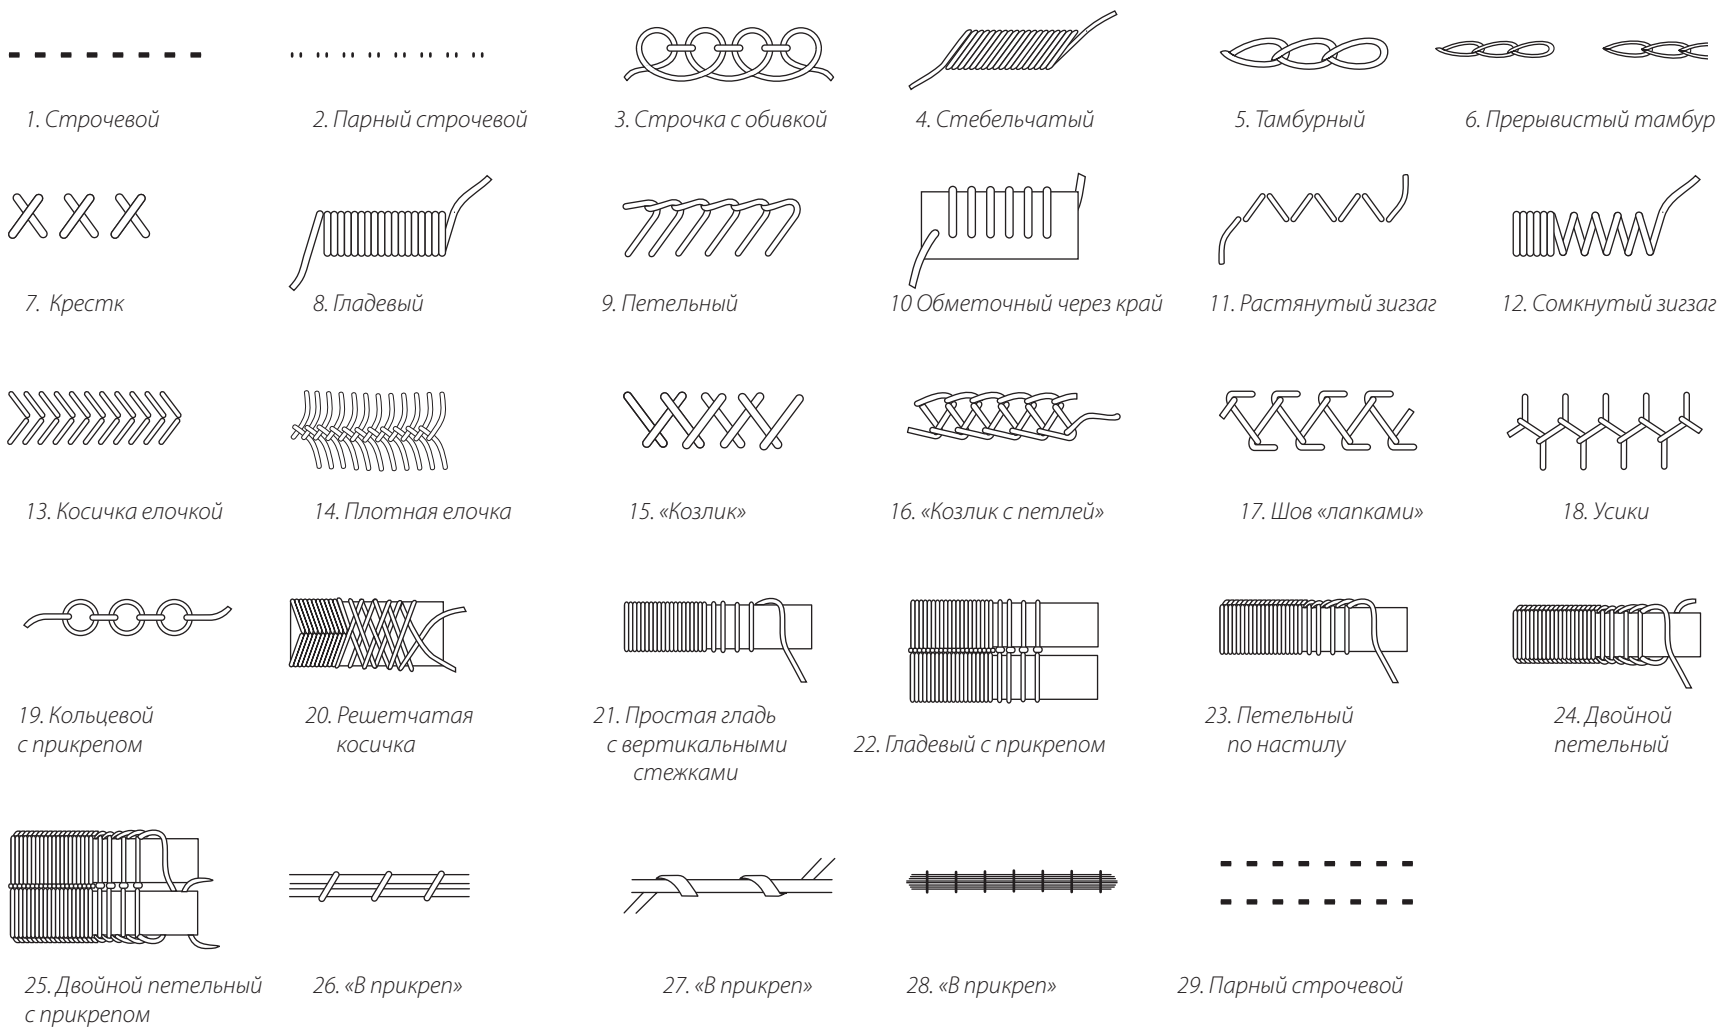 1. Строчевой
2. Парный строчевой
3. Строчка с обивкой
4. Стебельчатый
5. Тамбурный
6. Прерывистый тамбур
7. Крестк
8. Гладевый
9. Петельный
10 Обметочный через край
11. Растянутый зигзаг
12. Сомкнутый зигзаг
13. Косичка елочкой
14. Плотная елочка
15. «Козлик»
16. «Козлик с петлей»
17. Шов «лапками»
18. Усики
19. Кольцевой
с прикрепом
20. Решетчатая
косичка
21. Простая гладь
с вертикальными
стежками
22. Гладевый с прикрепом
23. Петельный
по настилу
24. Двойной
петельный
25. Двойной петельный
с прикрепом
26. «В прикреп»
27. «В прикреп»
28. «В прикреп»
29. Парный строчевой